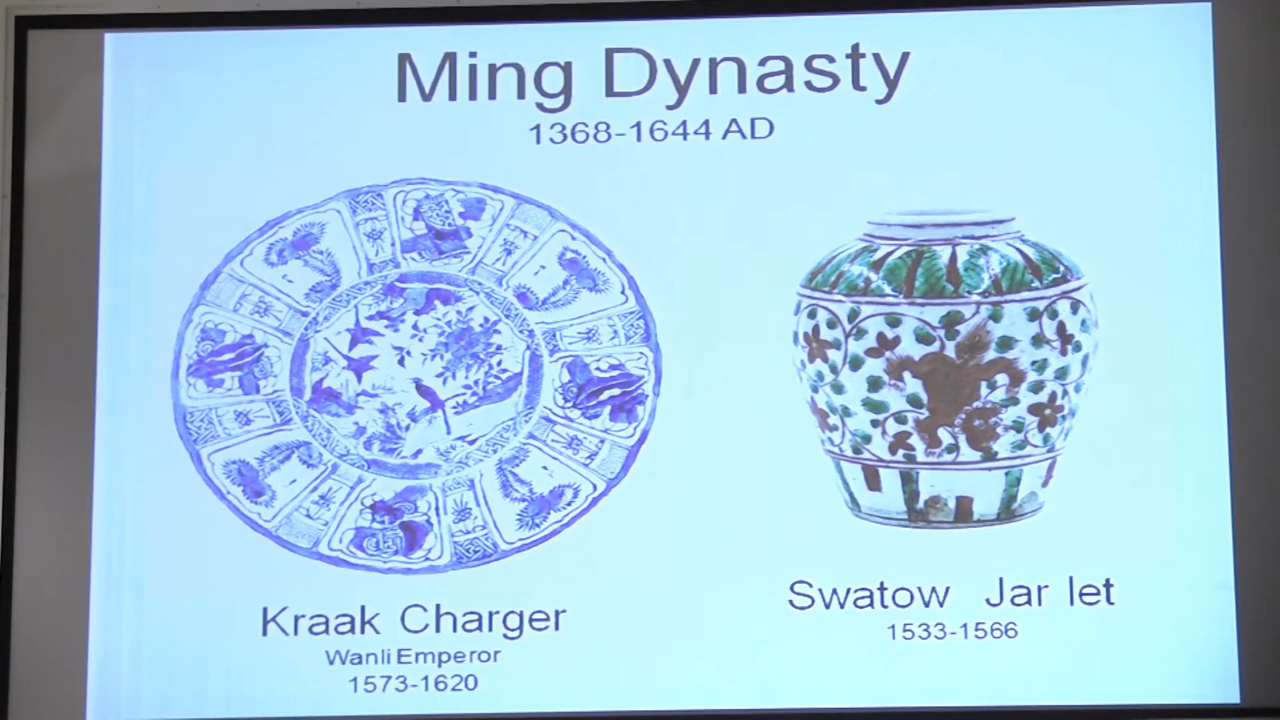 Ming Dynasty
1368-1644 AD
Kraak Charger
Wanli Emperor
1573-1620
Swatow Jar let
1533-1566